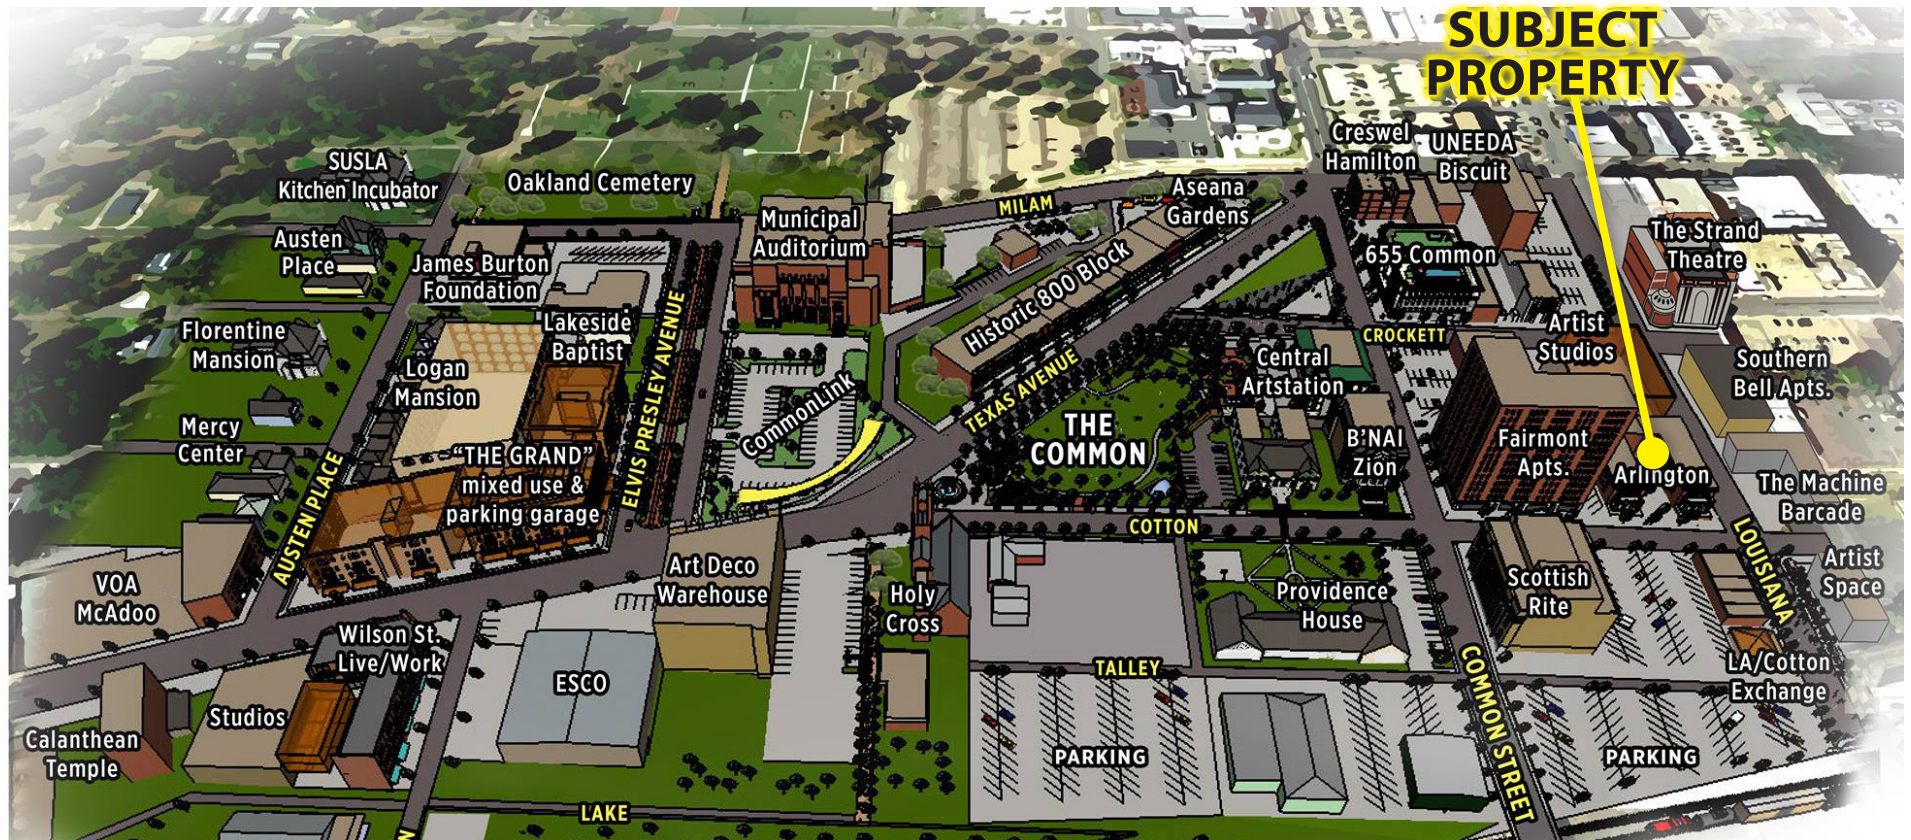 SUBJECT
PROPERTY
Creswel
Hamilton
UNEEDA
Biscuit
SUSLA
Kitchen Incubator
Oakland Cemetery
MILAM
Aseana
Gardens
Municipal
Auditorium
Austen
Place
James Burton
Foundation
Historic 800 Block
655 Common
The Strand
Theatre
Florentine
Mansion
Lakeside
Baptist
ELVIS PRESLEY AVENUE
CROCKETT
Artist
Studios
Logan
Mansion
CommonLink
TEXAS AVENUE
Central
Artstation
Southern
Bell Apts.
Mercy
Center
"THE GRAND"
mixed use &
parking garage
THE
COMMON
B'NAI
Zion
Fairmont
Apts.
Arlington
The Machine
Barcade
AUSTEN PLACE
COTTON
LOUISIANA
VOA
McAdoo
Art Deco
Warehouse
Holy
Cross
Providence
House
Scottish
Rite
Artist
Space
Wilson St.
Live/Work
ESCO
TALLEY
COMMON STREET
LA/Cotton
Exchange
Studios
Calanthean
Temple
PARKING
PARKING
LAKE